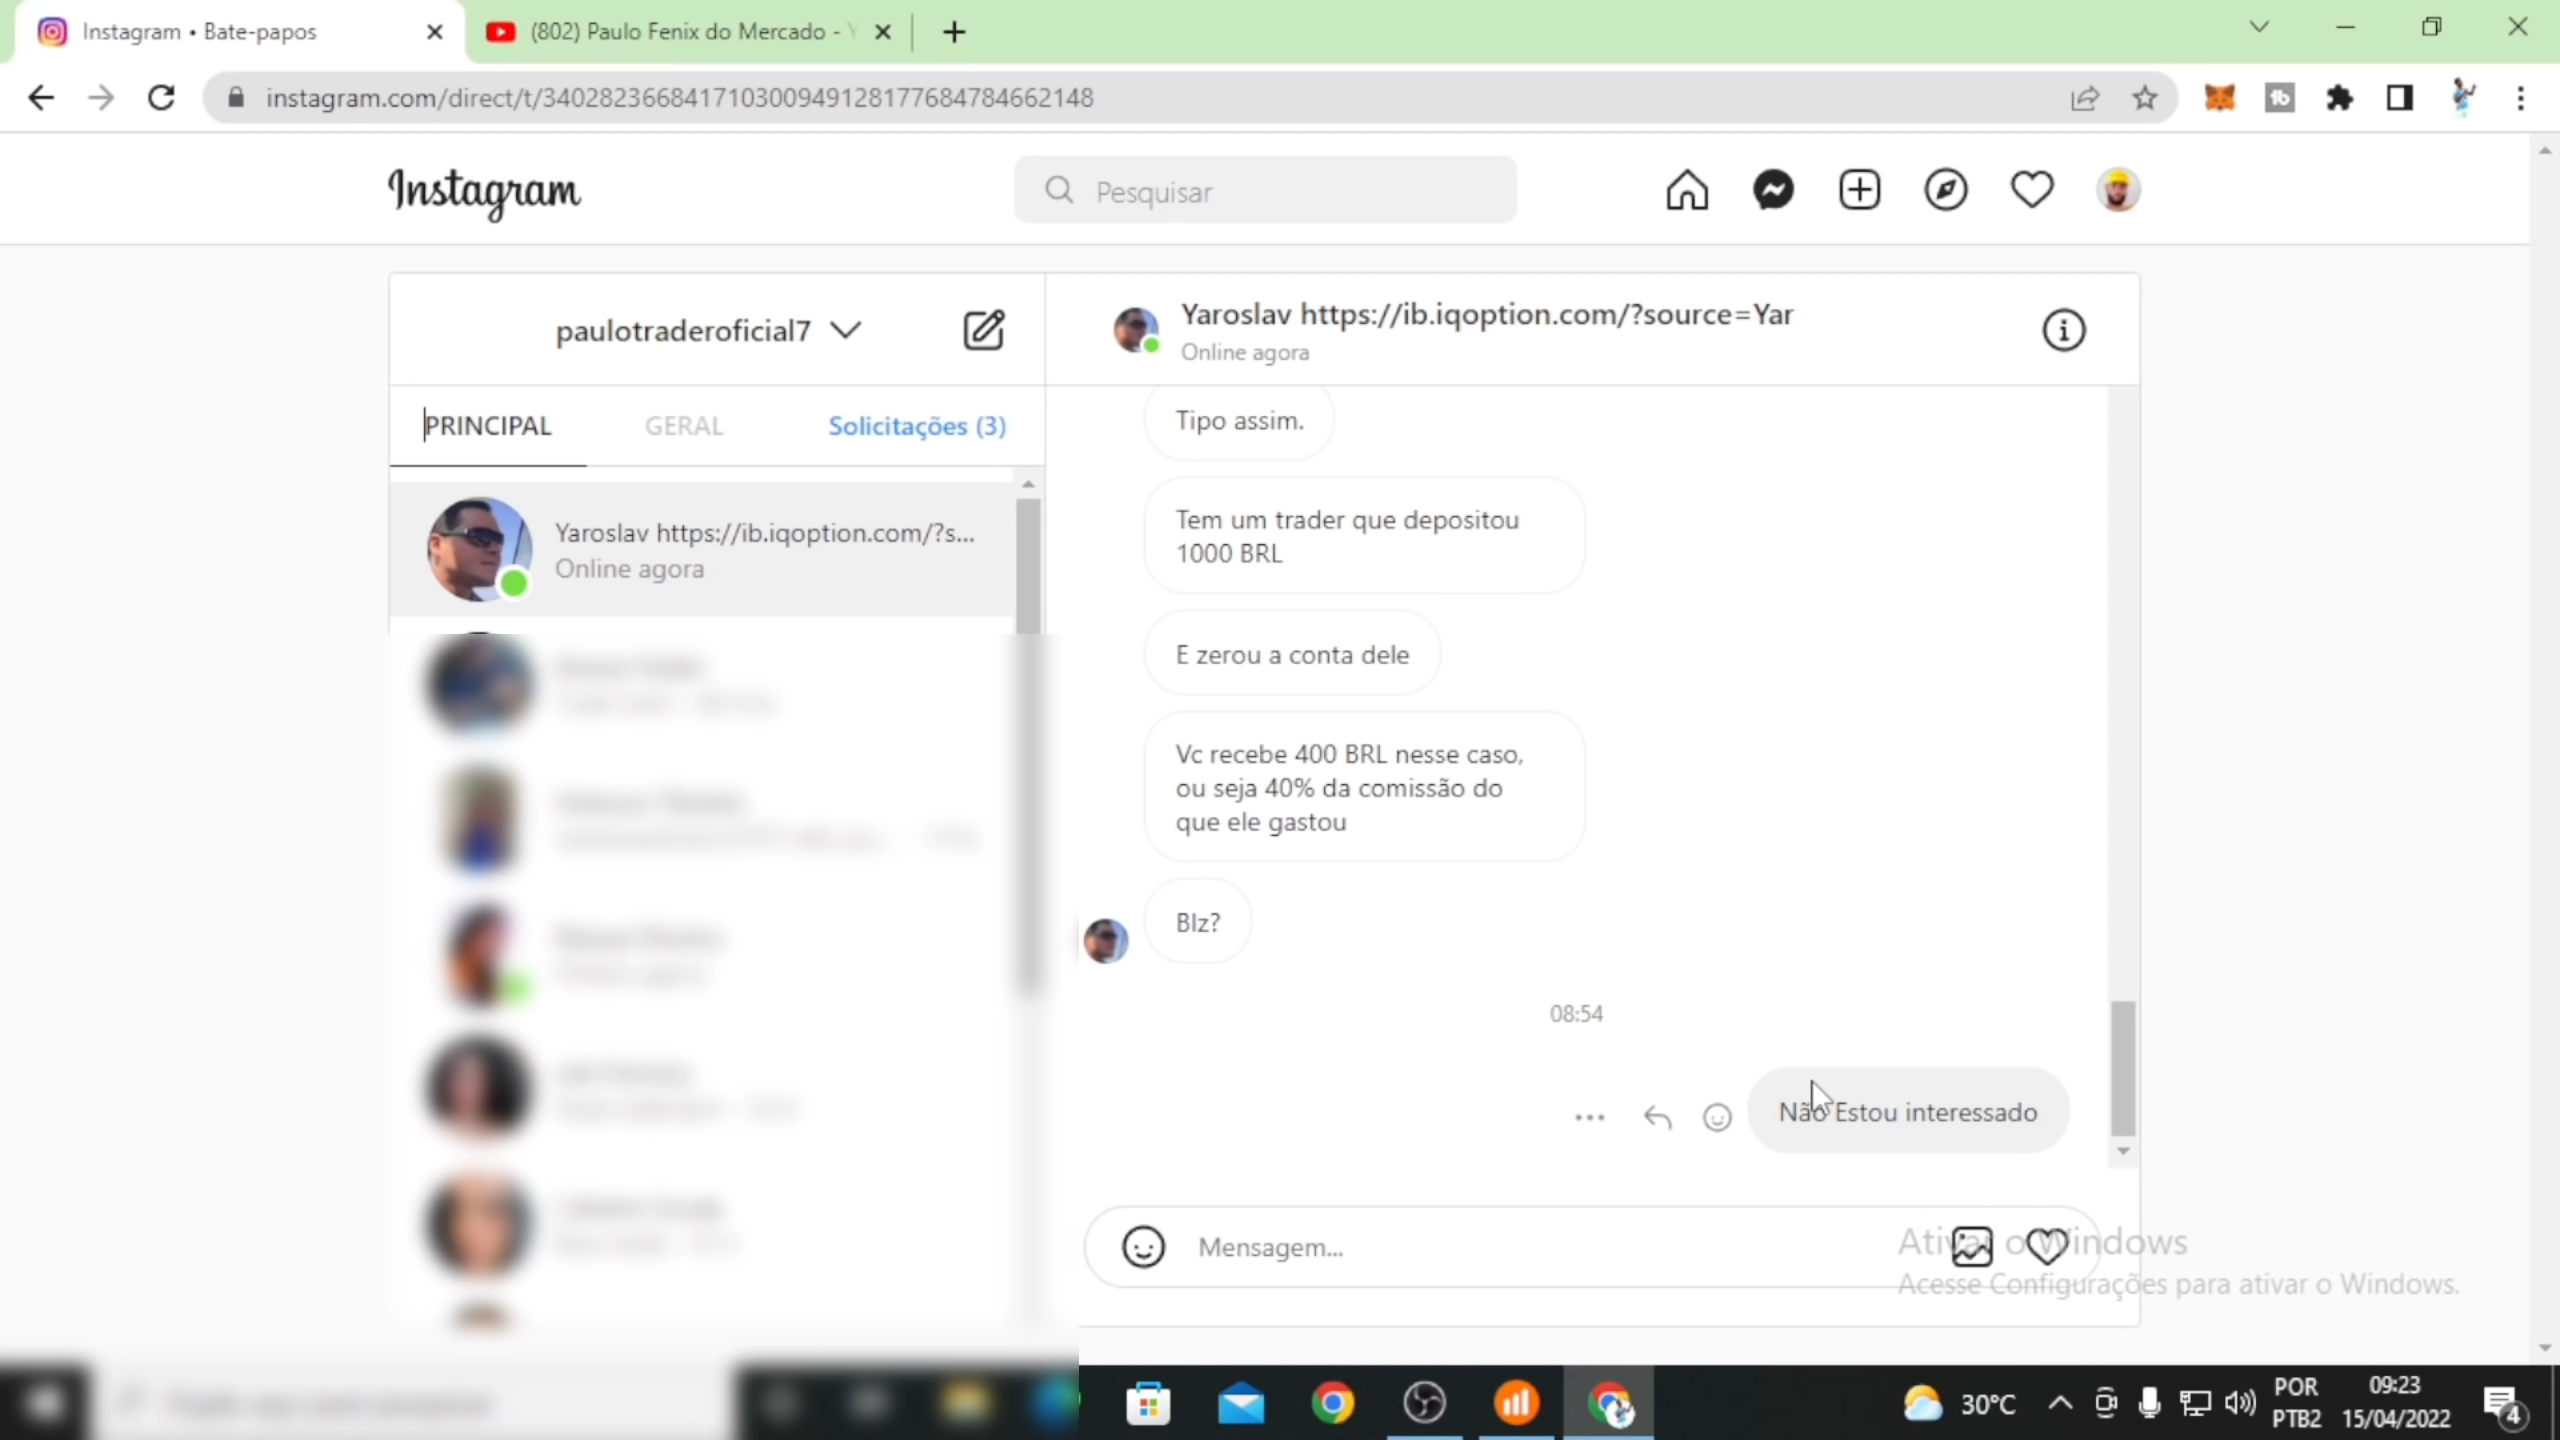 Instagram • Bate-papos
(802) Paulo Fenix do Mercado - Y
instagram.com/direct/t/340282366841710300949128177684784662148
Instagram
Pesquisar
paulotraderoficial7
PRINCIPAL
GERAL
Solicitações (3)
Yaroslav https://ib.iqoption.com/?s...
Online agora
Yaroslav https://ib.iqoption.com/?source=Yar
Online agora
Tipo assim.
Tem um trader que depositou
1000 BRL
E zerou a conta dele
Vc recebe 400 BRL nesse caso,
ou seja 40% da comissão do
que ele gastou
Blz?
08:54
Não Estou interessado
Mensagem...
Ativar o Windows
Acesse Configurações para ativar o Windows.
30°C
POR
PTB2
09:23
15/04/2022
4